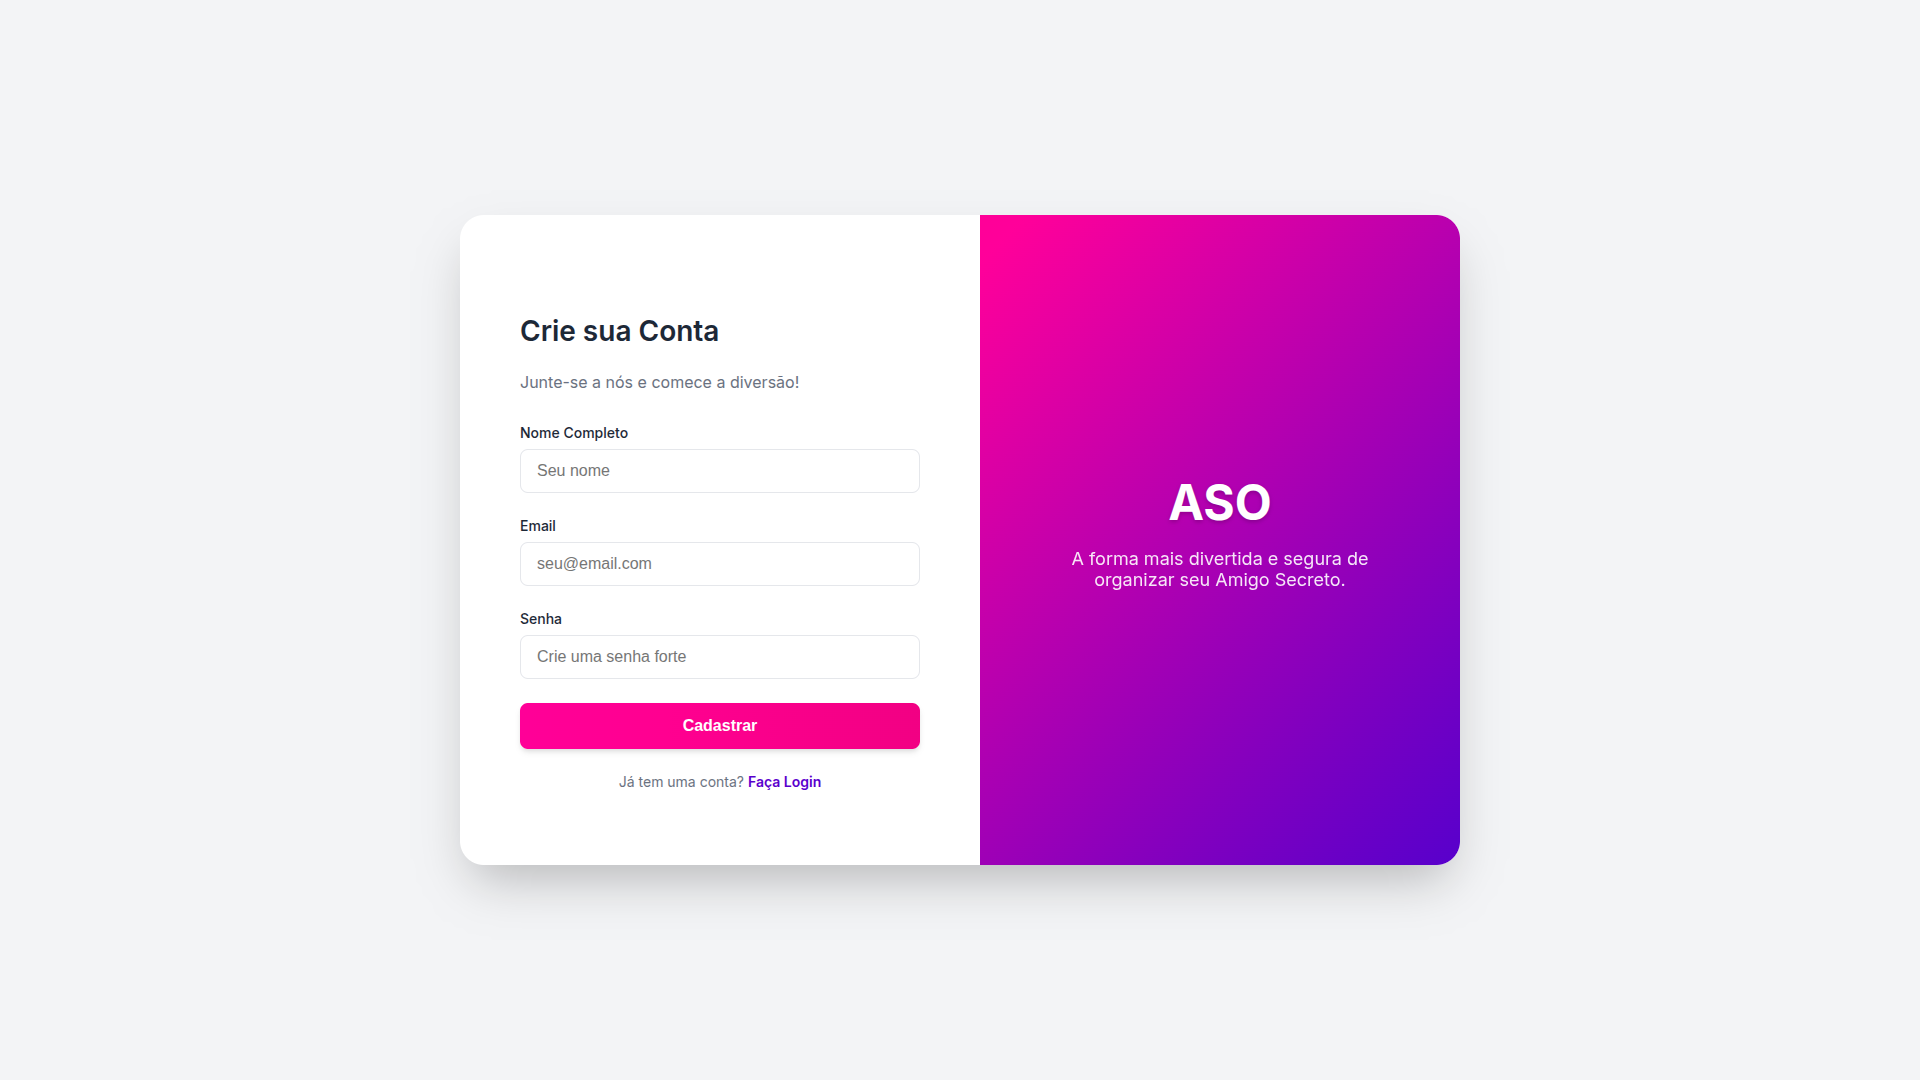 Crie sua Conta
Junte-se a nós e comece a diversão!
Nome Completo
Seu nome
Email
seu@email.com
Senha
Crie uma senha forte
Cadastrar
Já tem uma conta? Faça Login
ASO
A forma mais divertida e segura de
organizar seu Amigo Secreto.